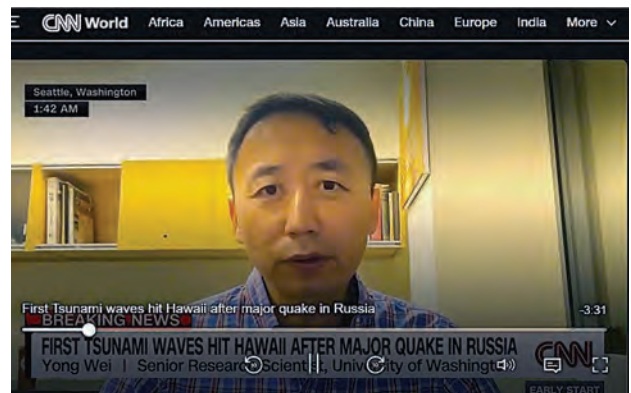 CNN World Africa Americas Asia Australia China Europe India More
Seattle, Washington
1:42 AM
First Tsunami waves hit Hawaii after major quake in Russia -3:31
BREAKING NEWS
FIRST TSUNAMI WAVES HIT HAWAII AFTER MAJOR QUAKE IN RUSSIA CNN
Yong Wei | Senior Research Scientist, University of Washington
EARLY START